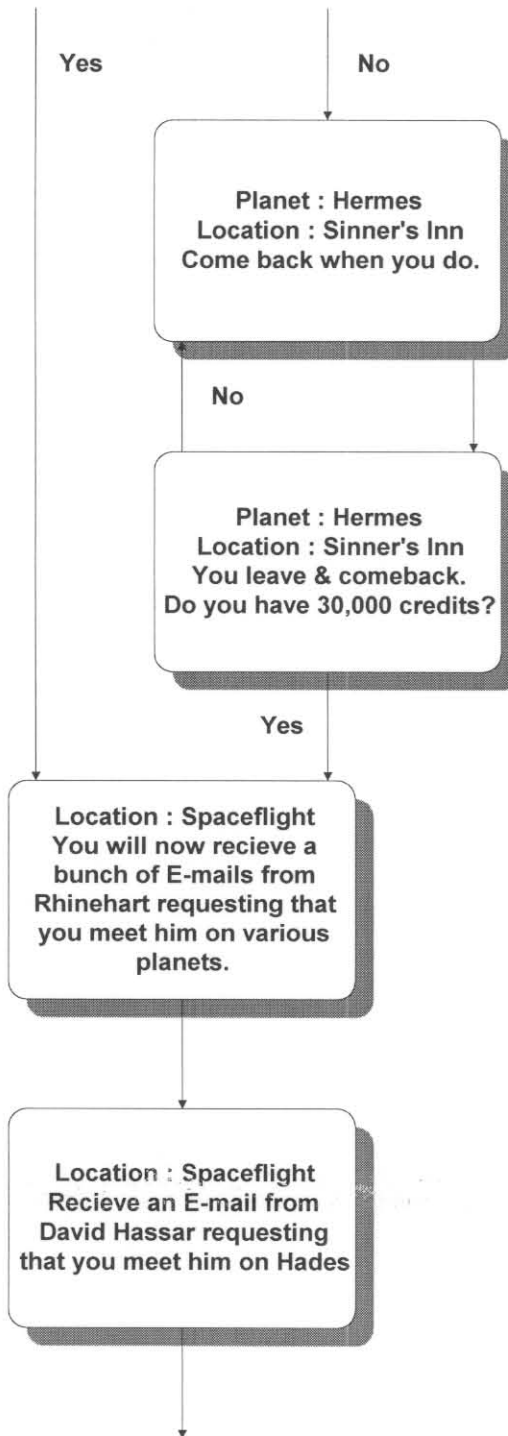 Yes
No
Planet : Hermes
Location : Sinner's Inn
Come back when you do.
No
Planet : Hermes
Location : Sinner's Inn
You leave & comeback.
Do you have 30,000 credits?
Yes
Location : Spaceflight
You will now recieve a
bunch of E-mails from
Rhinehart requesting that
you meet him on various
planets.
Location : Spaceflight
Recieve an E-mail from
David Hassar requesting
that you meet him on Hades